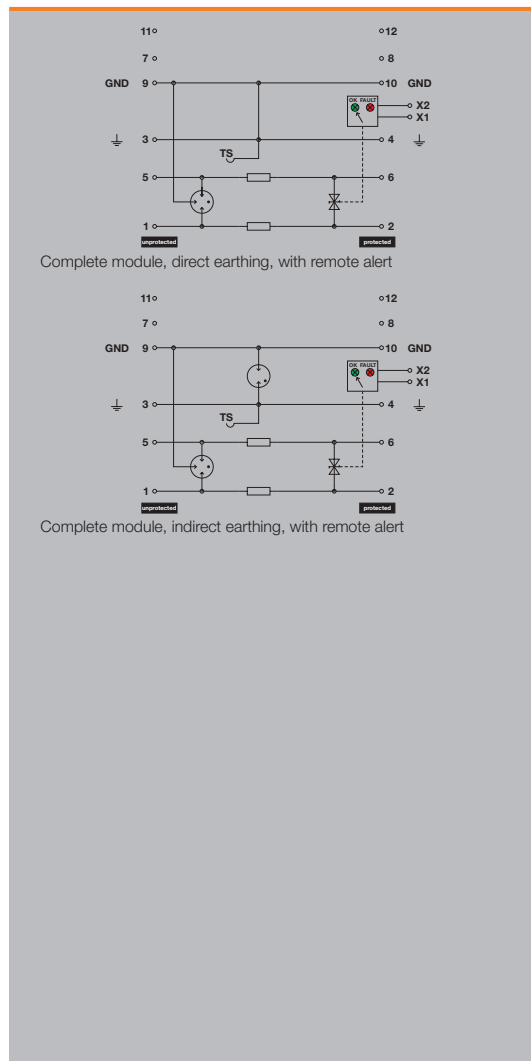 11 12
7 8
GND 9 10 GND
OK FAULT
X2
X1
3 4
TS
5 6
1 2
unprotected protected
Complete module, direct earthing, with remote alert
11 12
7 8
GND 9 10 GND
OK FAULT
X2
X1
3 4
TS
5 6
1 2
unprotected protected
Complete module, indirect earthing, with remote alert